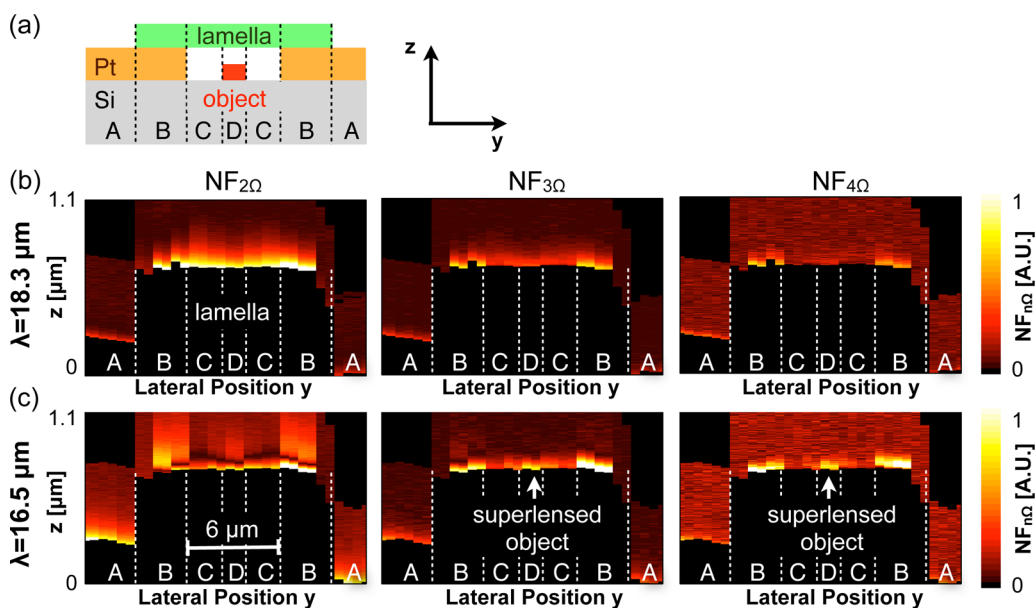 (a)
lamella
Pt
Si
object
A B C D C B A
z
y
(b)
NF2Ω NF3Ω NF4Ω
λ=18.3 µm
1.1
z [µm]
0
lamella
A B C D C B A
A B C D C B A
A B C D C B A
Lateral Position y
Lateral Position y
Lateral Position y
1
NFnΩ [A.U.]
0
(c)
λ=16.5 µm
1.1
z [µm]
0
6 µm
superlensed
object
superlensed
object
A B C D C B A
A B C D C B A
A B C D C B A
Lateral Position y
Lateral Position y
Lateral Position y
1
NFnΩ [A.U.]
0